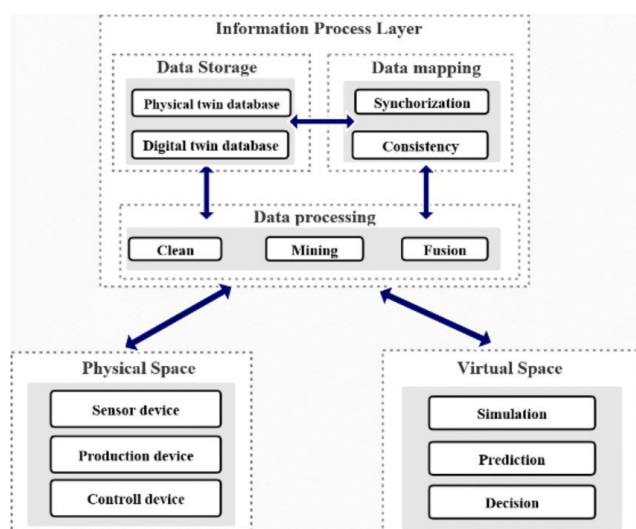 Information Process Layer
Data Storage
Physical twin database
Digital twin database
Data mapping
Synchorization
Consistency
Data processing
Clean
Mining
Fusion
Physical Space
Sensor device
Production device
Controll device
Virtual Space
Simulation
Prediction
Decision